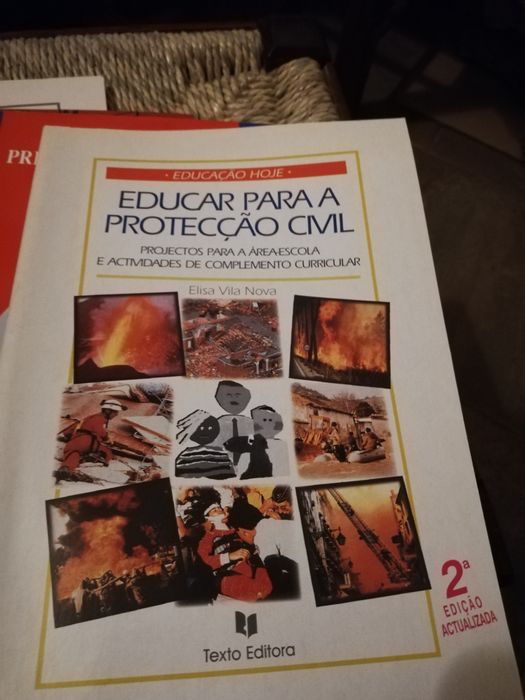 PRI
· EDUCAÇÃO HOJE ·
EDUCAR PARA A
PROTECÇÃO CIVIL
PROJECTOS PARA A ÁREA-ESCOLA
E ACTIVIDADES DE COMPLEMENTO CURRICULAR
Elisa Vila Nova
2ª
EDIÇÃO
ACTUALIZADA
Texto Editora